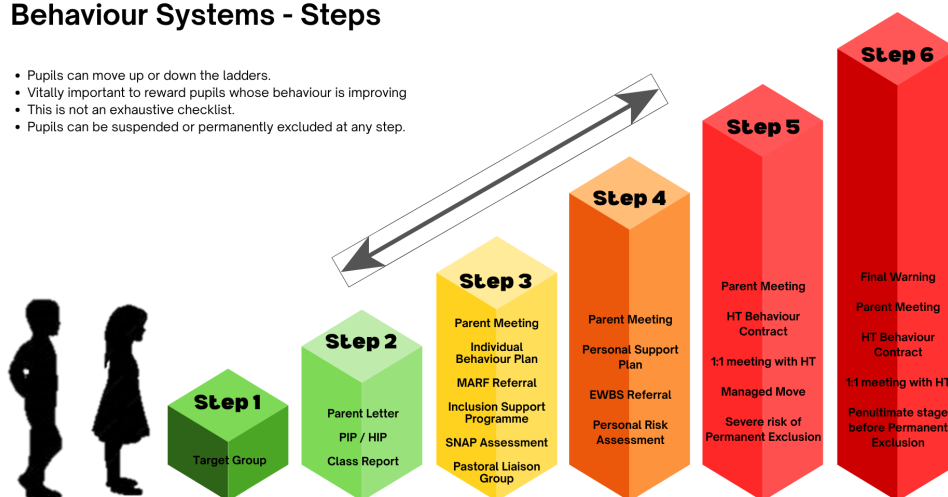 Behaviour Systems - Steps
• Pupils can move up or down the ladders.
• Vitally important to reward pupils whose behaviour is improving
• This is not an exhaustive checklist.
• Pupils can be suspended or permanently excluded at any step.
Step 1
Target Group
Step 2
Parent Letter
PIP / HIP
Class Report
Step 3
Parent Meeting
Individual
Behaviour Plan
MARF Referral
Inclusion Support
Programme
SNAP Assessment
Pastoral Liaison
Group
Step 4
Parent Meeting
Personal Support
Plan
EWBS Referral
Personal Risk
Assessment
Step 5
Parent Meeting
HT Behaviour
Contract
1:1 meeting with HT
Managed Move
Severe risk of
Permanent Exclusion
Step 6
Final Warning
Parent Meeting
HT Behaviour
Contract
1:1 meeting with HT
Penultimate stage
before Permanent
Exclusion